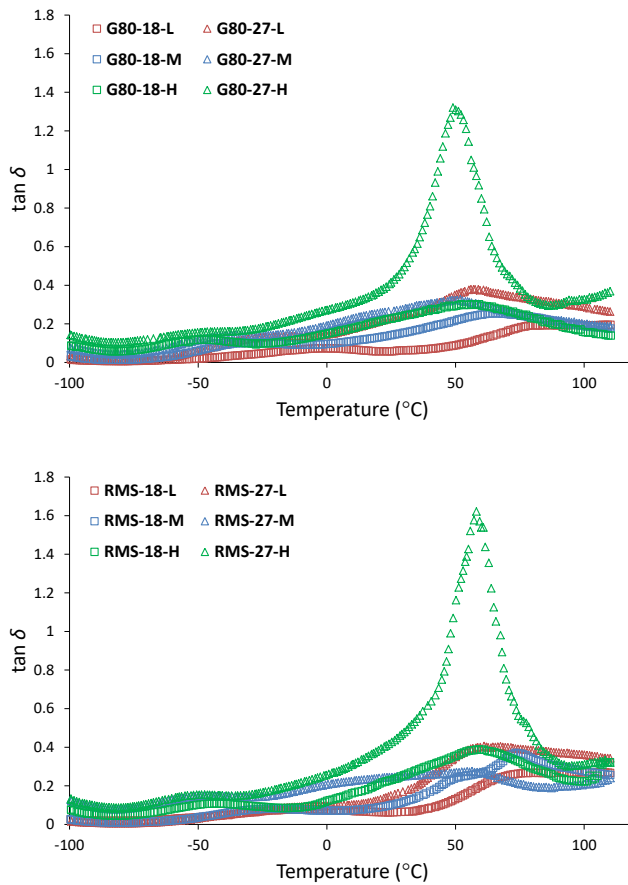 1.8
G80-18-L G80-27-L
1.6
G80-18-M G80-27-M
1.4
G80-18-H G80-27-H
1.2
1
tan δ
0.8
0.6
0.4
0.2
0
-100 -50 0 50 100
Temperature (°C)
1.8
RMS-18-L RMS-27-L
1.6
RMS-18-M RMS-27-M
1.4
RMS-18-H RMS-27-H
1.2
1
tan δ
0.8
0.6
0.4
0.2
0
-100 -50 0 50 100
Temperature (°C)